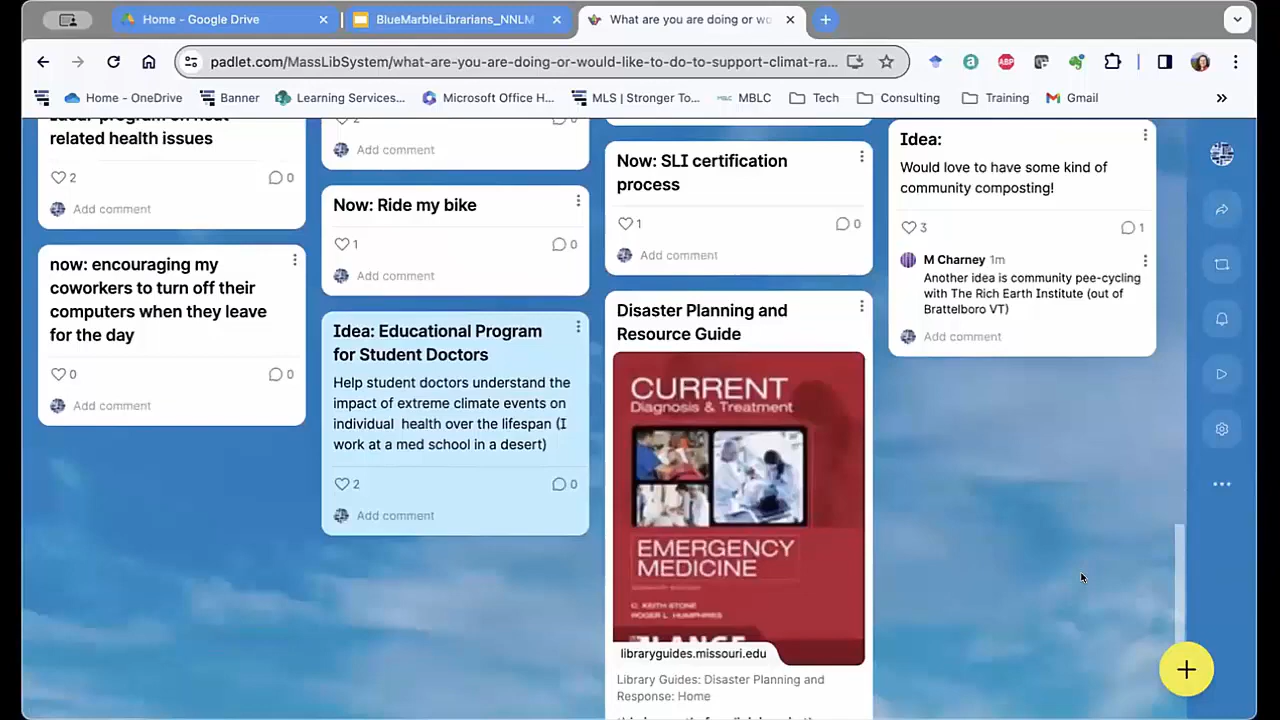 Home - Google Drive
BlueMarbleLibrarians_NNLM
What are you are doing or wo
padlet.com/MassLibSystem/what-are-you-are-doing-or-would-like-to-do-to-support-climat-ra...
ABP
Home - OneDrive
Banner
Learning Services...
Microsoft Office H...
MLS | Stronger To...
MBLC
Tech
Consulting
Training
Gmail
related health issues
2
0
Add comment
now: encouraging my
coworkers to turn off their
computers when they leave
for the day
0
0
Add comment
Add comment
Now: Ride my bike
1
0
Add comment
Idea: Educational Program
for Student Doctors
Help student doctors understand the
impact of extreme climate events on
individual health over the lifespan (I
work at a med school in a desert)
2
0
Add comment
Now: SLI certification
process
1
0
Add comment
Disaster Planning and
Resource Guide
CURRENT
Diagnosis & Treatment
EMERGENCY
MEDICINE
C. KEITH STONE
ROGER L. HUMPHRIES
LANGE
libraryguides.missouri.edu
Library Guides: Disaster Planning and
Response: Home
Idea:
Would love to have some kind of
community composting!
3
1
M Charney 1m
Another idea is community pee-cycling
with The Rich Earth Institute (out of
Brattelboro VT)
Add comment